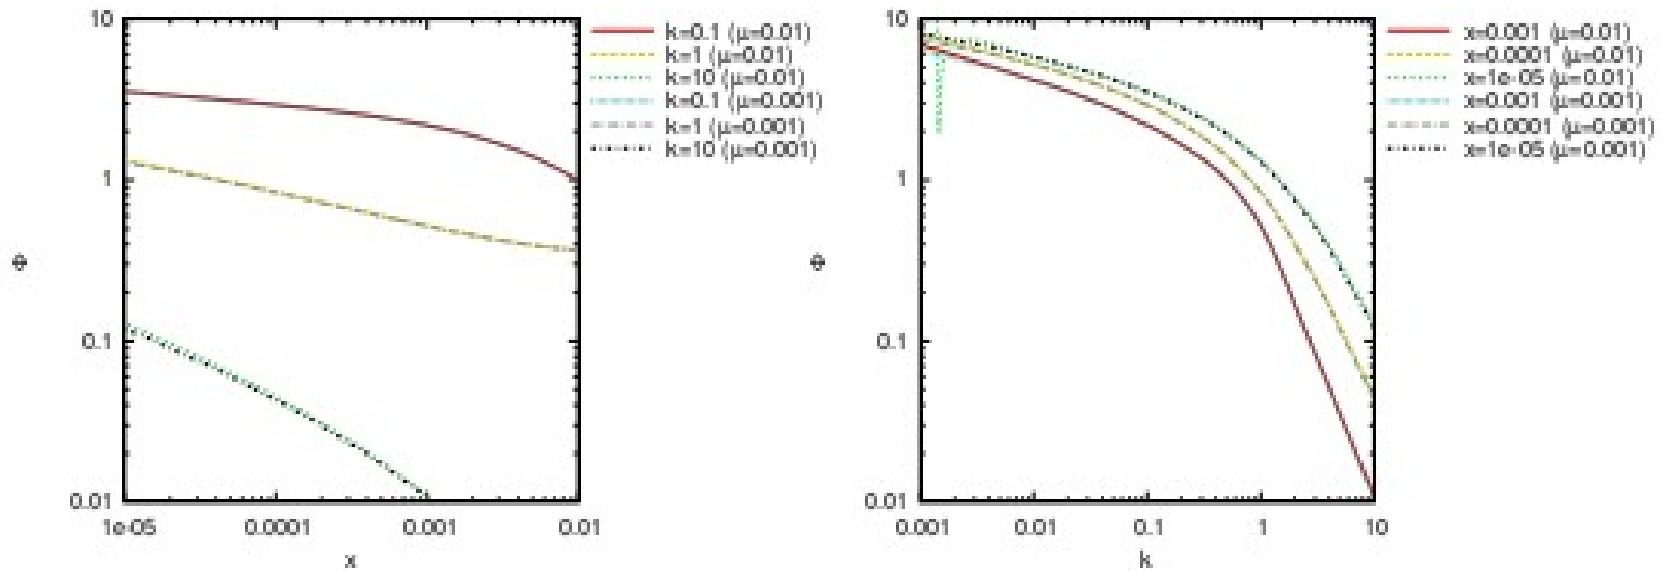 10
1
0.1
0.01
Φ
1e-05
0.0001
0.001
0.01
x
k=0.1 (μ=0.01)
k=1 (μ=0.01)
k=10 (μ=0.01)
k=0.1 (μ=0.001)
k=1 (μ=0.001)
k=10 (μ=0.001)
10
1
0.1
0.01
Φ
0.001
0.01
0.1
1
10
k
x=0.001 (μ=0.01)
x=0.0001 (μ=0.01)
x=1e-05 (μ=0.01)
x=0.001 (μ=0.001)
x=0.0001 (μ=0.001)
x=1e-05 (μ=0.001)